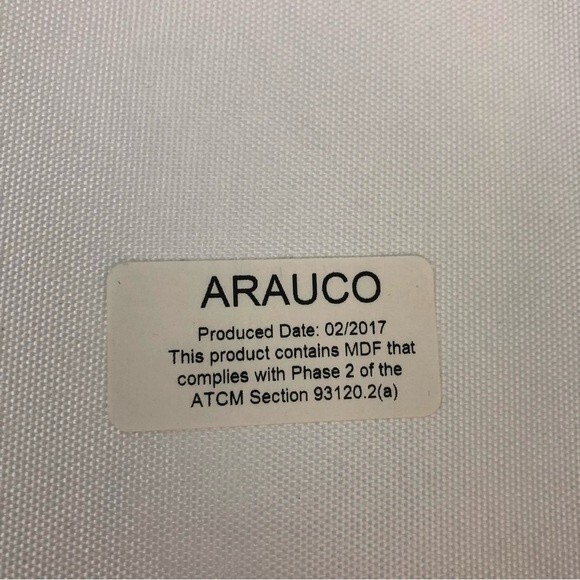 ARAUCO
Produced Date: 02/2017
This product contains MDF that
complies with Phase 2 of the
ATCM Section 93120.2(a)